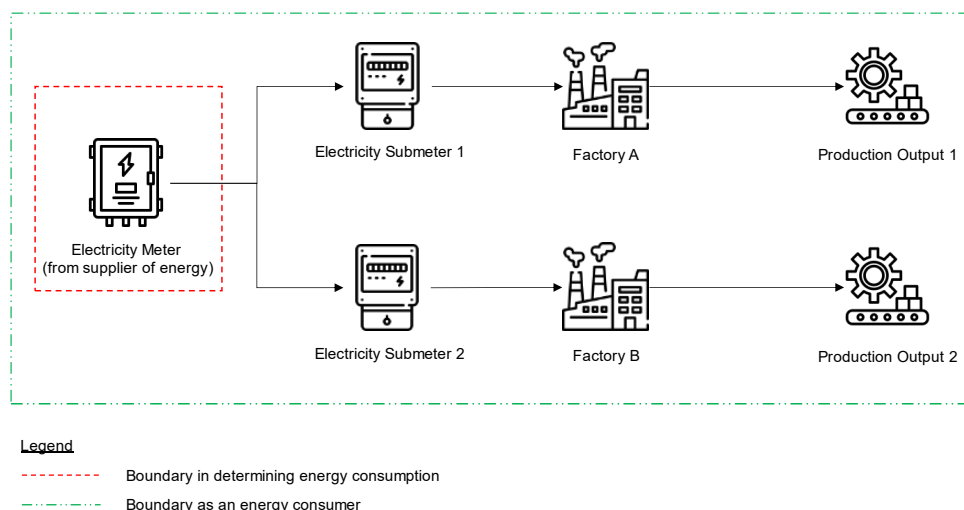 Electricity Submeter 1
Factory A
Production Output 1
Electricity Meter
(from supplier of energy)
Electricity Submeter 2
Factory B
Production Output 2
Legend
Boundary in determining energy consumption
Boundary as an energy consumer